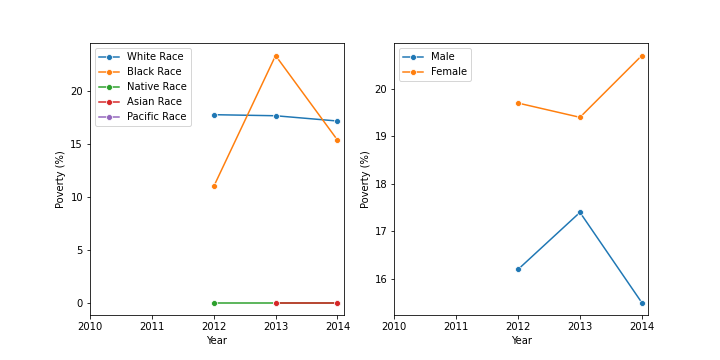 White Race
Black Race
Native Race
Asian Race
Pacific Race
Poverty (%)
20
15
10
5
0
2010 2011 2012 2013 2014
Year
Male
Female
Poverty (%)
20
19
18
17
16
2010 2011 2012 2013 2014
Year